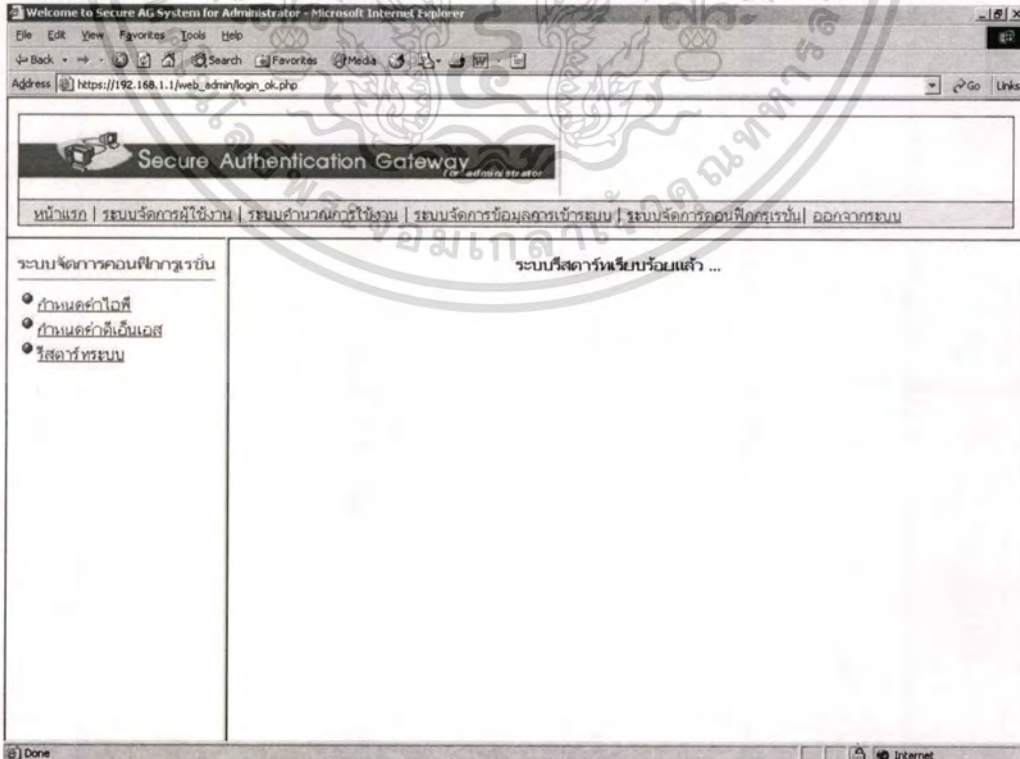 Welcome to Secure AG System for Administrator - Microsoft Internet Explorer
File Edit View Favorites Tools Help
Back Search Favorites Media
Address https://192.168.1.1/web_admin/login_ok.php Go Links
Secure Authentication Gateway
for administrator
หน้าแรก | ระบบจัดการผู้ใช้งาน | ระบบคำนวณการใช้งาน | ระบบจัดการข้อมูลการเข้าระบบ | ระบบจัดการคอนฟิกกรูเรชั่น | ออกจากระบบ
ระบบจัดการคอนฟิกกรูเรชั่น
ระบบรีสตาร์ทเรียบร้อยแล้ว ...
กำหนดค่าไอพี
กำหนดค่าดีเอ็นเอส
รีสตาร์ทระบบ
Done Internet